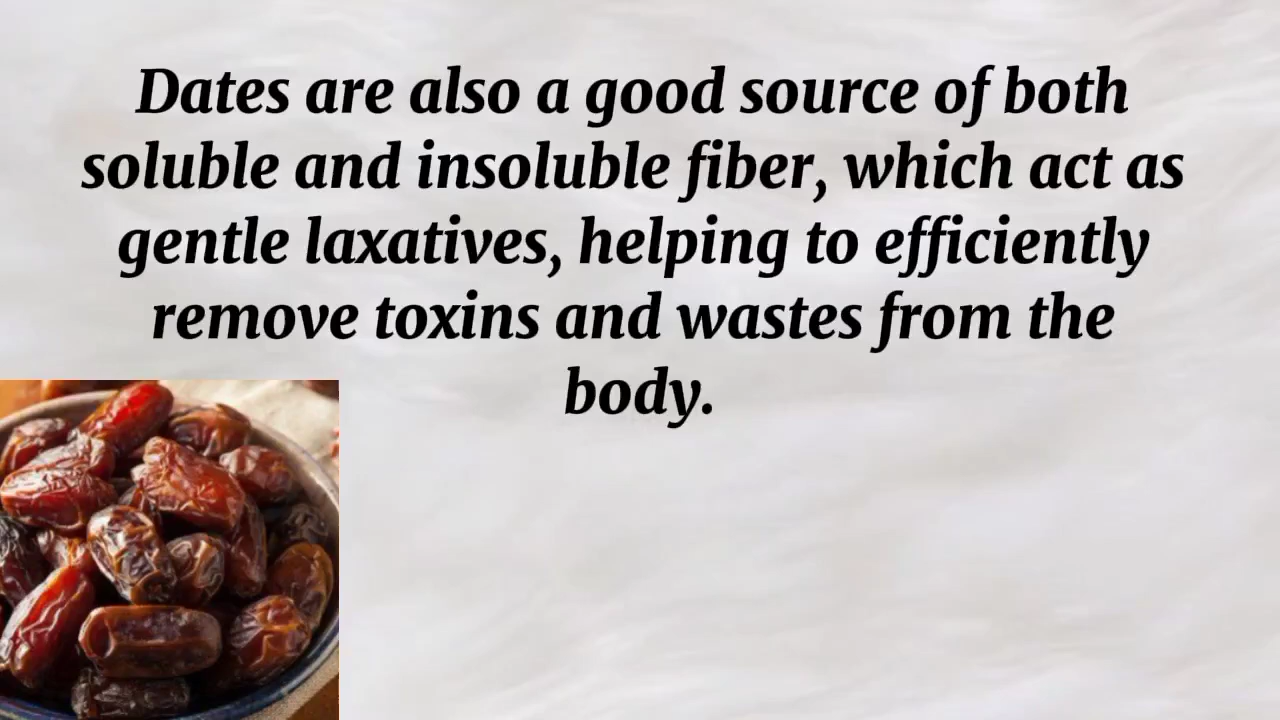 Dates are also a good source of both
soluble and insoluble fiber, which act as
gentle laxatives, helping to efficiently
remove toxins and wastes from the
body.